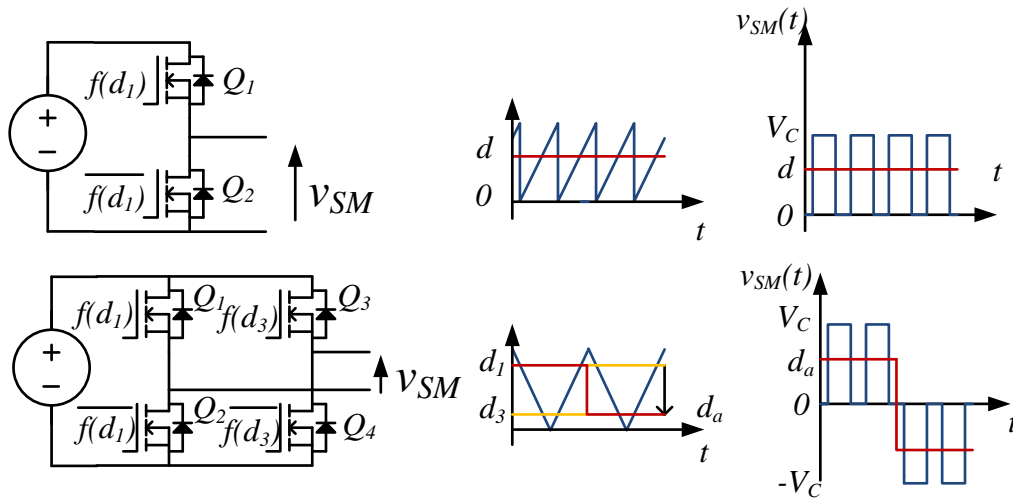 f(d1)
Q1
+
−
f(d1)
Q2
vSM
d
0
t
vSM(t)
VC
d
0
t
f(d1)
Q1
f(d3)
Q3
+
−
vSM
f(d1)
Q2
f(d3)
Q4
d1
d3
da
t
vSM(t)
VC
da
0
-VC
t